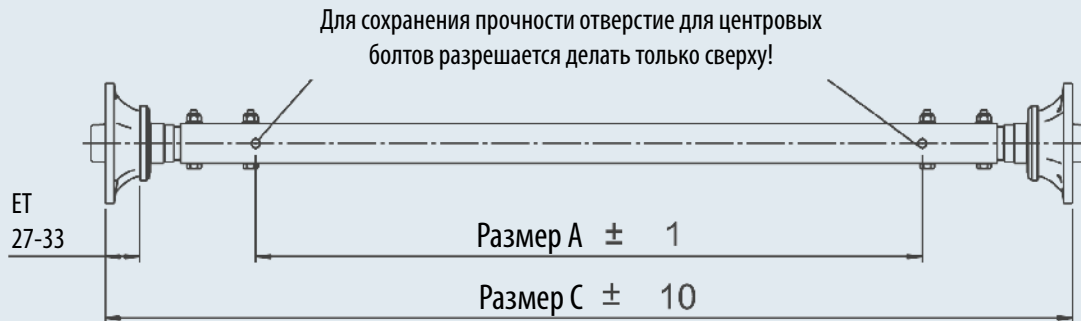 Для сохранения прочности отверстие для центровых
болтов разрешается делать только сверху!
ET
27-33
Размер A ± 1
Размер C ± 10